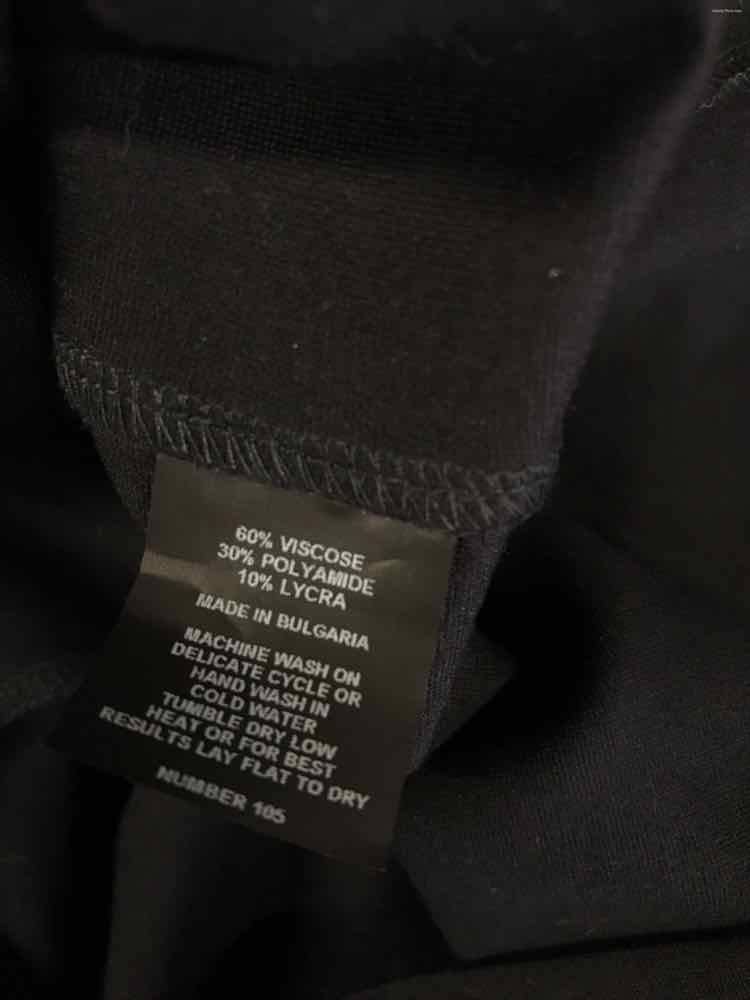 60% VISCOSE
30% POLYAMIDE
10% LYCRA
MADE IN BULGARIA
MACHINE WASH ON
DELICATE CYCLE OR
HAND WASH IN
COLD WATER
TUMBLE DRY LOW
HEAT OR FOR BEST
RESULTS LAY FLAT TO DRY
NUMBER 105